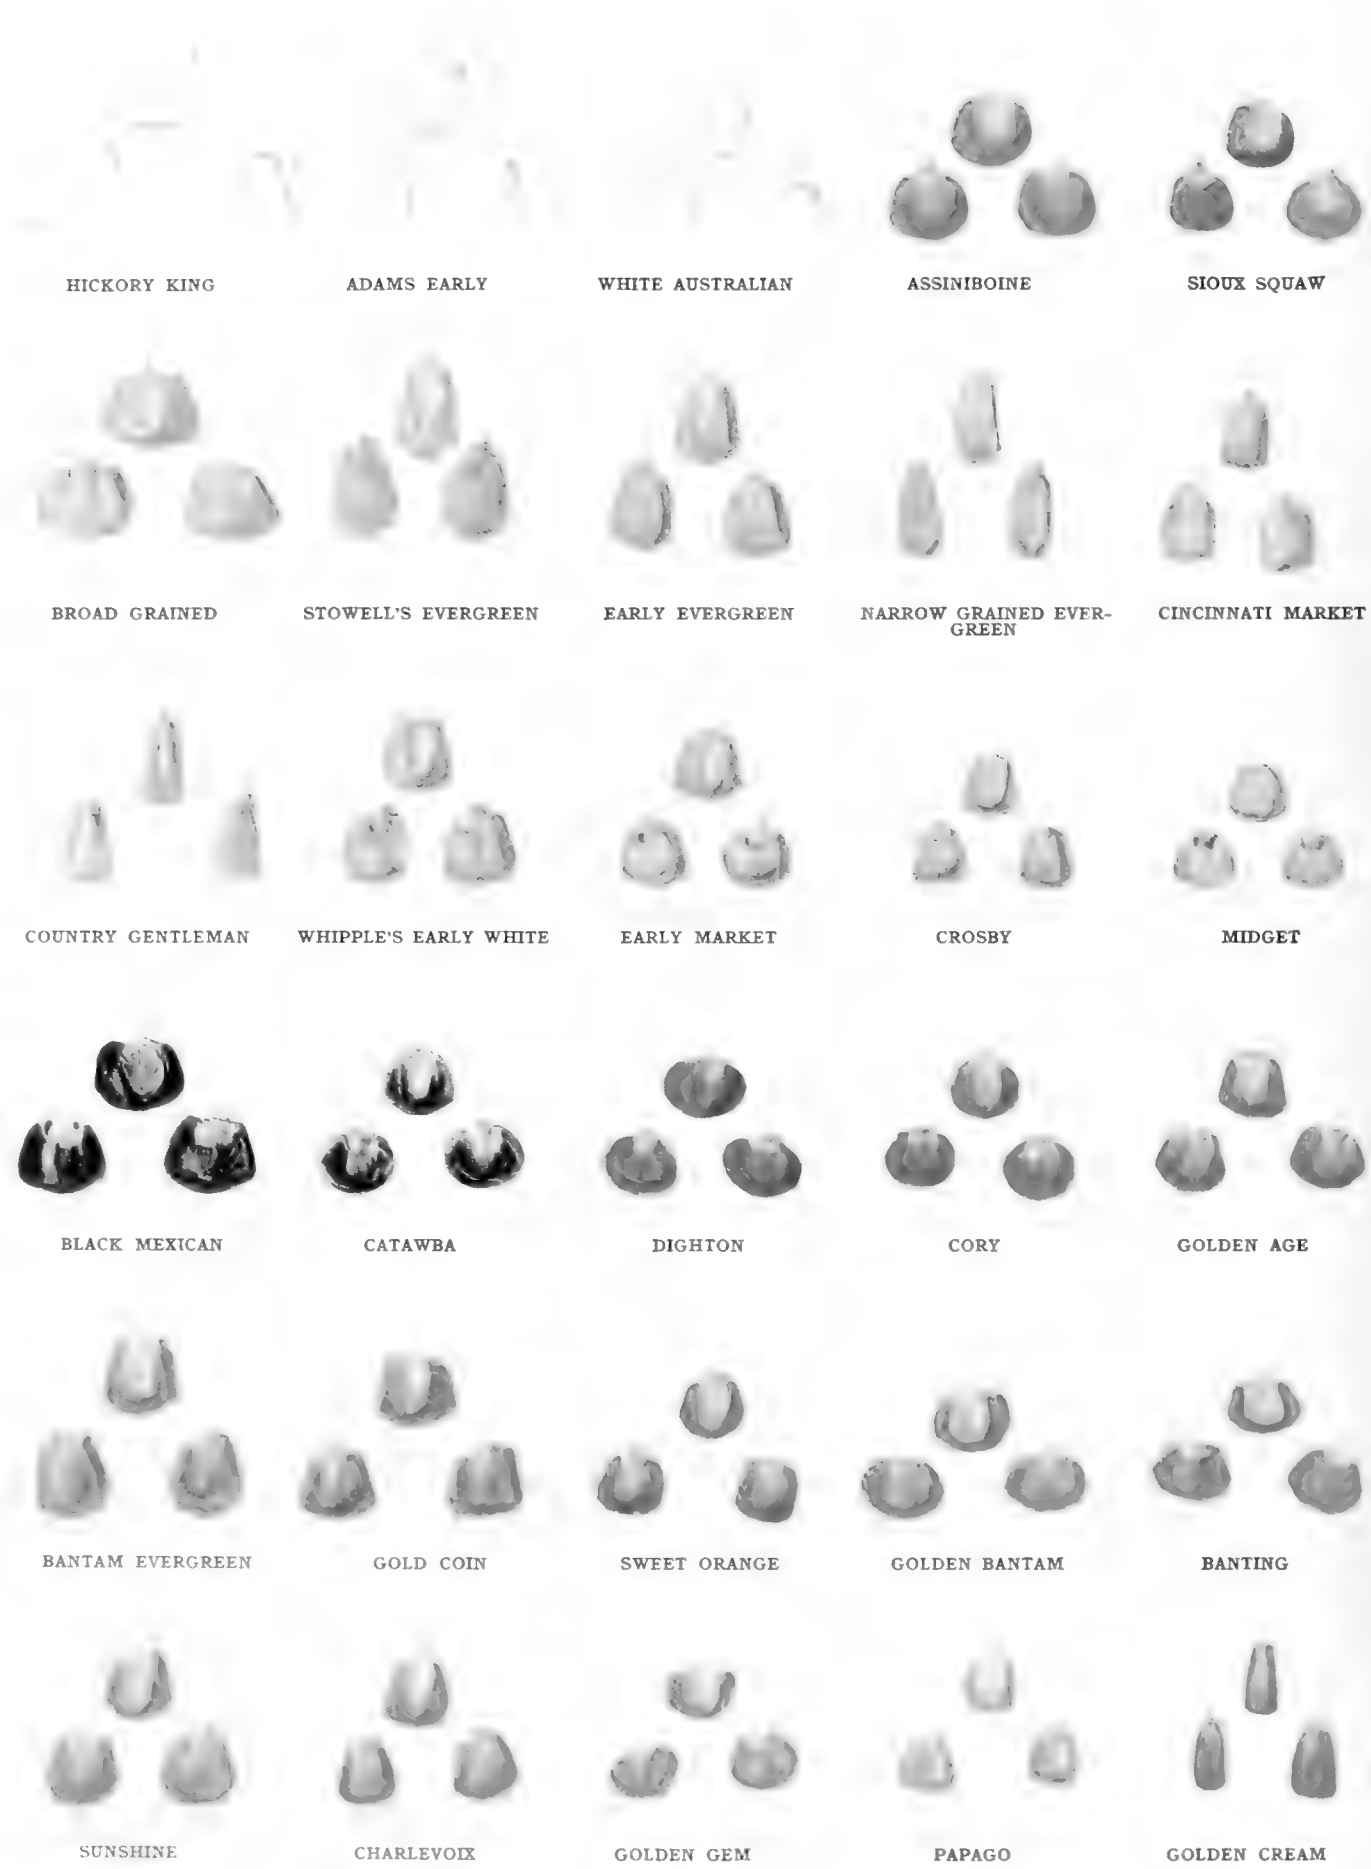 HICKORY KING
ADAMS EARLY
WHITE AUSTRALIAN
ASSINIBOINE
SIOUX SQUAW
BROAD GRAINED
STOWELL'S EVERGREEN
EARLY EVERGREEN
NARROW GRAINED EVER-
GREEN
CINCINNATI MARKET
COUNTRY GENTLEMAN
WHIPPLE'S EARLY WHITE
EARLY MARKET
CROSBY
MIDGET
BLACK MEXICAN
CATAWBA
DIGHTON
CORY
GOLDEN AGE
BANTAM EVERGREEN
GOLD COIN
SWEET ORANGE
GOLDEN BANTAM
BANTING
SUNSHINE
CHARLEVOIX
GOLDEN GEM
PAPAGO
GOLDEN CREAM